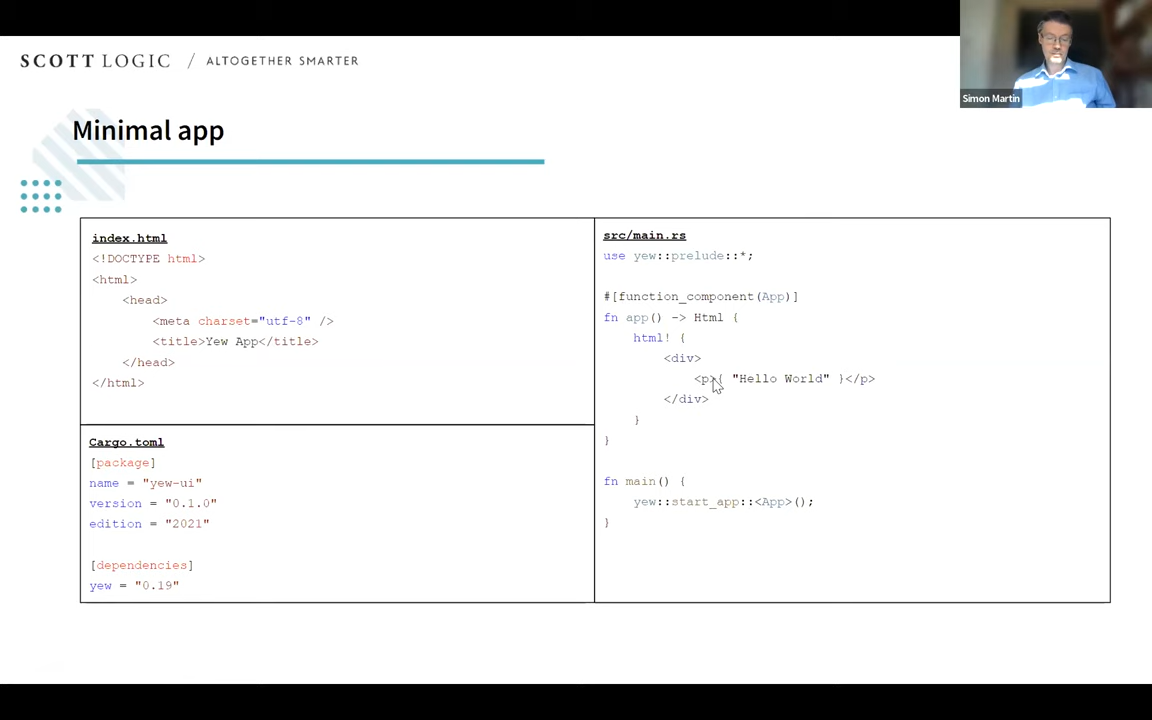 SCOTT LOGIC / ALTOGETHER SMARTER
Simon Martin
Minimal app
index.html
<!DOCTYPE html>
<html>
    <head>
        <meta charset="utf-8" />
        <title>Yew App</title>
    </head>
</html>
Cargo.toml
[package]
name = "yew-ui"
version = "0.1.0"
edition = "2021"
[dependencies]
yew = "0.19"
src/main.rs
use yew::prelude::*;
#[function_component(App)]
fn app() -> Html {
    html! {
        <div>
            <p>{ "Hello World" }</p>
        </div>
    }
}
fn main() {
    yew::start_app::<App>();
}